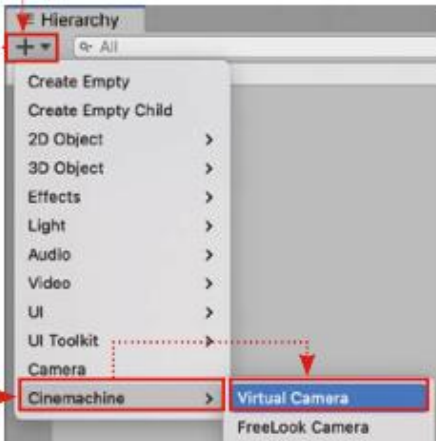 Hierarchy
All
Create Empty
Create Empty Child
2D Object
3D Object
Effects
Light
Audio
Video
UI
UI Toolkit
Camera
Cinemachine
Virtual Camera
FreeLook Camera